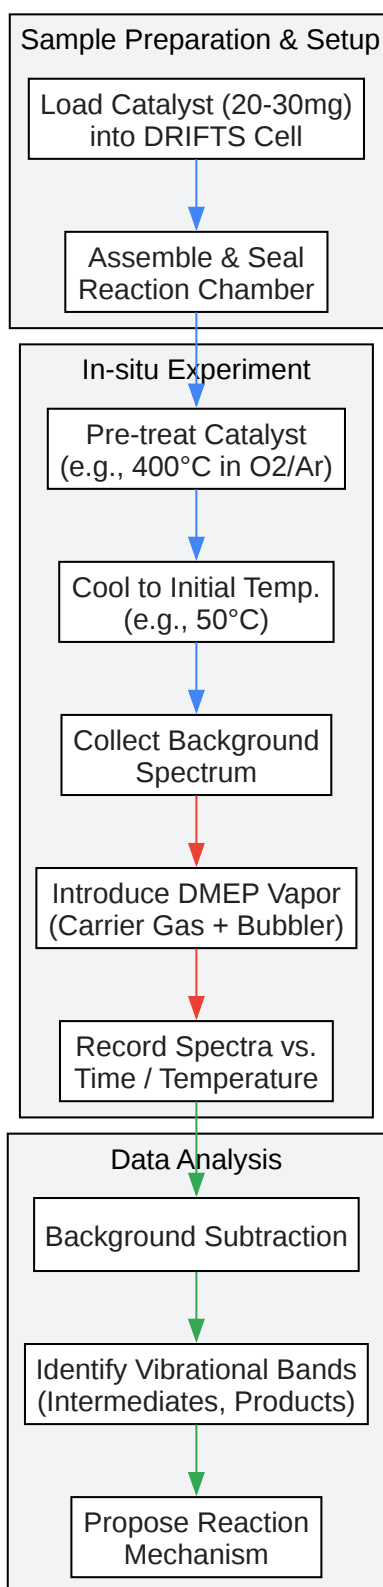 Sample Preparation & Setup
Load Catalyst (20-30mg)
into DRIFTS Cell
Assemble & Seal
Reaction Chamber
In-situ Experiment
Pre-treat Catalyst
(e.g., 400°C in O2/Ar)
Cool to Initial Temp.
(e.g., 50°C)
Collect Background
Spectrum
Introduce DMEP Vapor
(Carrier Gas + Bubbler)
Record Spectra vs.
Time / Temperature
Data Analysis
Background Subtraction
Identify Vibrational Bands
(Intermediates, Products)
Propose Reaction
Mechanism